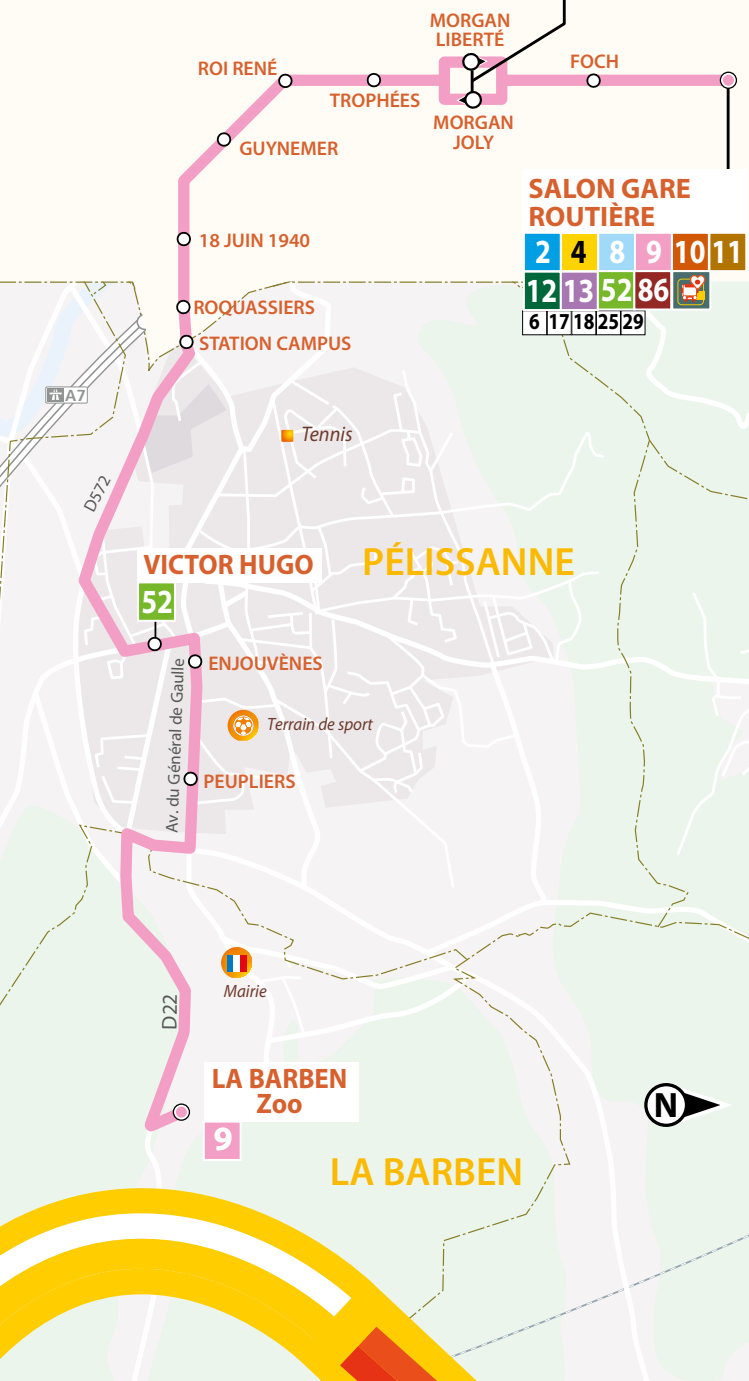 MORGAN
LIBERTÉ
ROI RENÉ
FOCH
TROPHÉES
MORGAN
JOLY
GUYNEMER
SALON GARE
ROUTIÈRE
2 4 8 9 10 11
12 13 52 86
6 17 18 25 29
18 JUIN 1940
ROQUASSIERS
STATION CAMPUS
A7
Tennis
D572
VICTOR HUGO
52
PÉLISSANNE
ENJOUVÈNES
Av. du Général de Gaulle
Terrain de sport
PEUPLIERS
Mairie
D22
LA BARBEN
Zoo
9
N
LA BARBEN